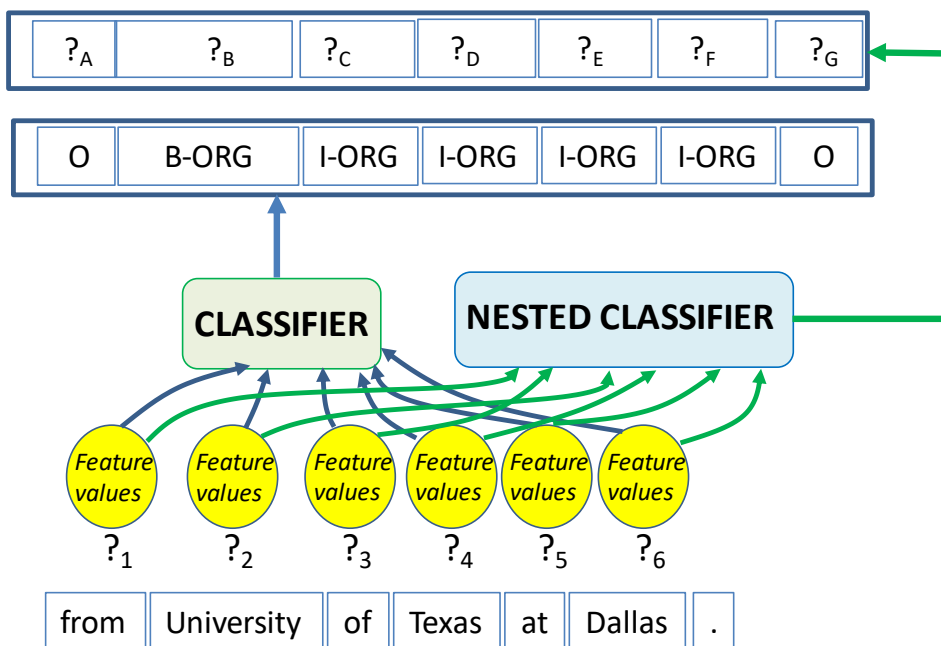 ?A ?B ?C ?D ?E ?F ?G
O B-ORG I-ORG I-ORG I-ORG I-ORG O
CLASSIFIER NESTED CLASSIFIER
Feature Feature Feature Feature Feature Feature
values values values values values values
?1 ?2 ?3 ?4 ?5 ?6
from University of Texas at Dallas .